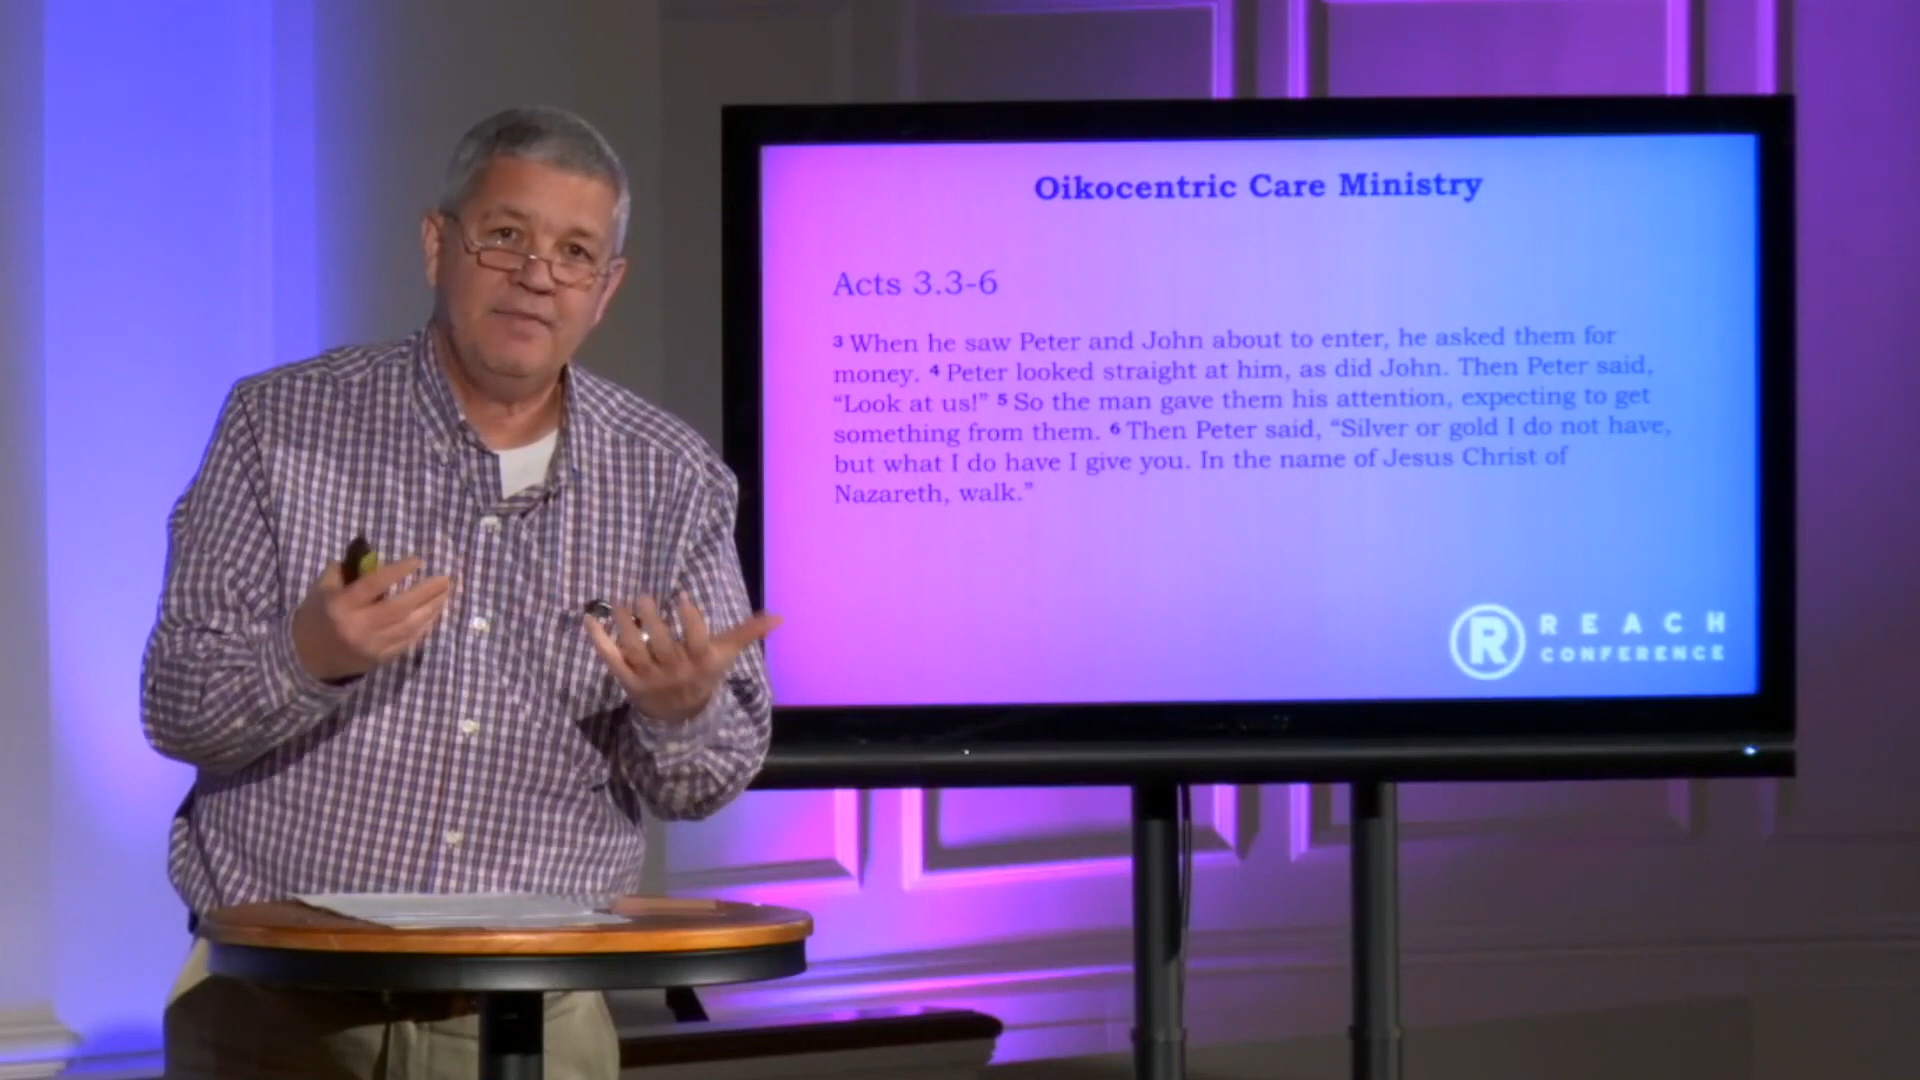 Oikocentric Care Ministry
Acts 3.3-6
³ When he saw Peter and John about to enter, he asked them for
money. ⁴ Peter looked straight at him, as did John. Then Peter said,
“Look at us!” ⁵ So the man gave them his attention, expecting to get
something from them. ⁶ Then Peter said, “Silver or gold I do not have,
but what I do have I give you. In the name of Jesus Christ of
Nazareth, walk.”
R REACH
CONFERENCE